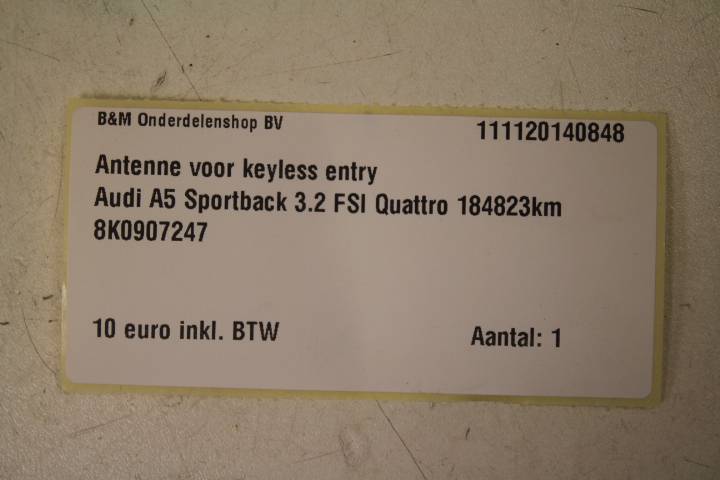 B&M Onderdelenshop BV 111120140848
Antenne voor keyless entry
Audi A5 Sportback 3.2 FSI Quattro 184823km
8K0907247
10 euro inkl. BTW Aantal: 1